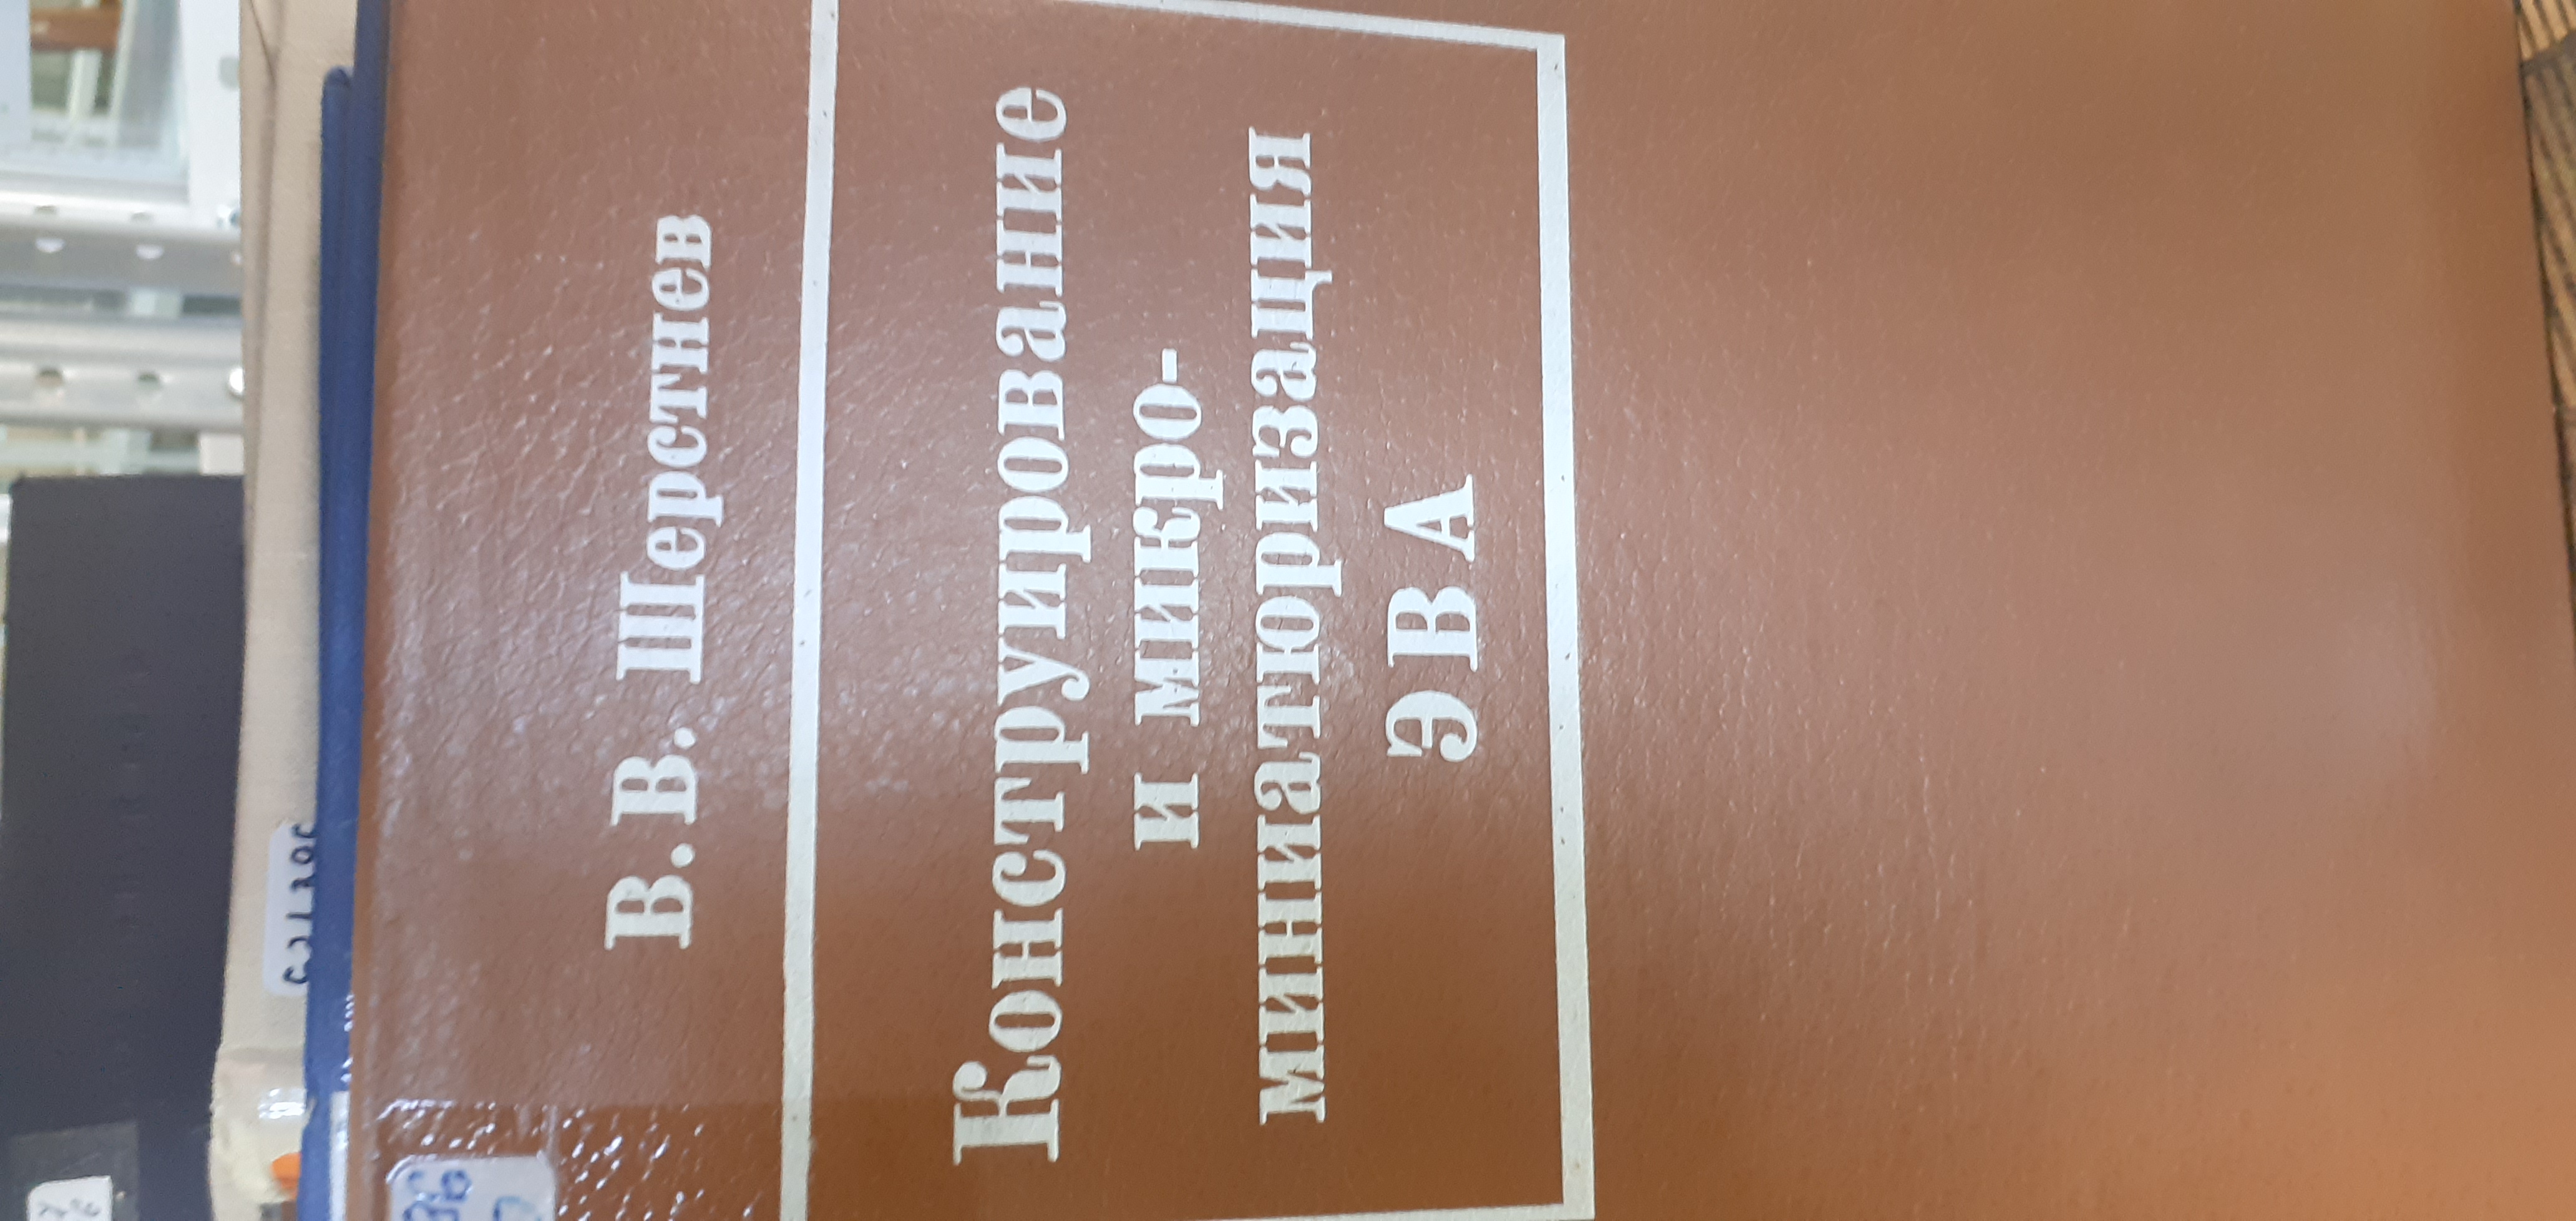 В. В. Шерстнев
Конструирование
и микро-
миниатюризация
ЭВА